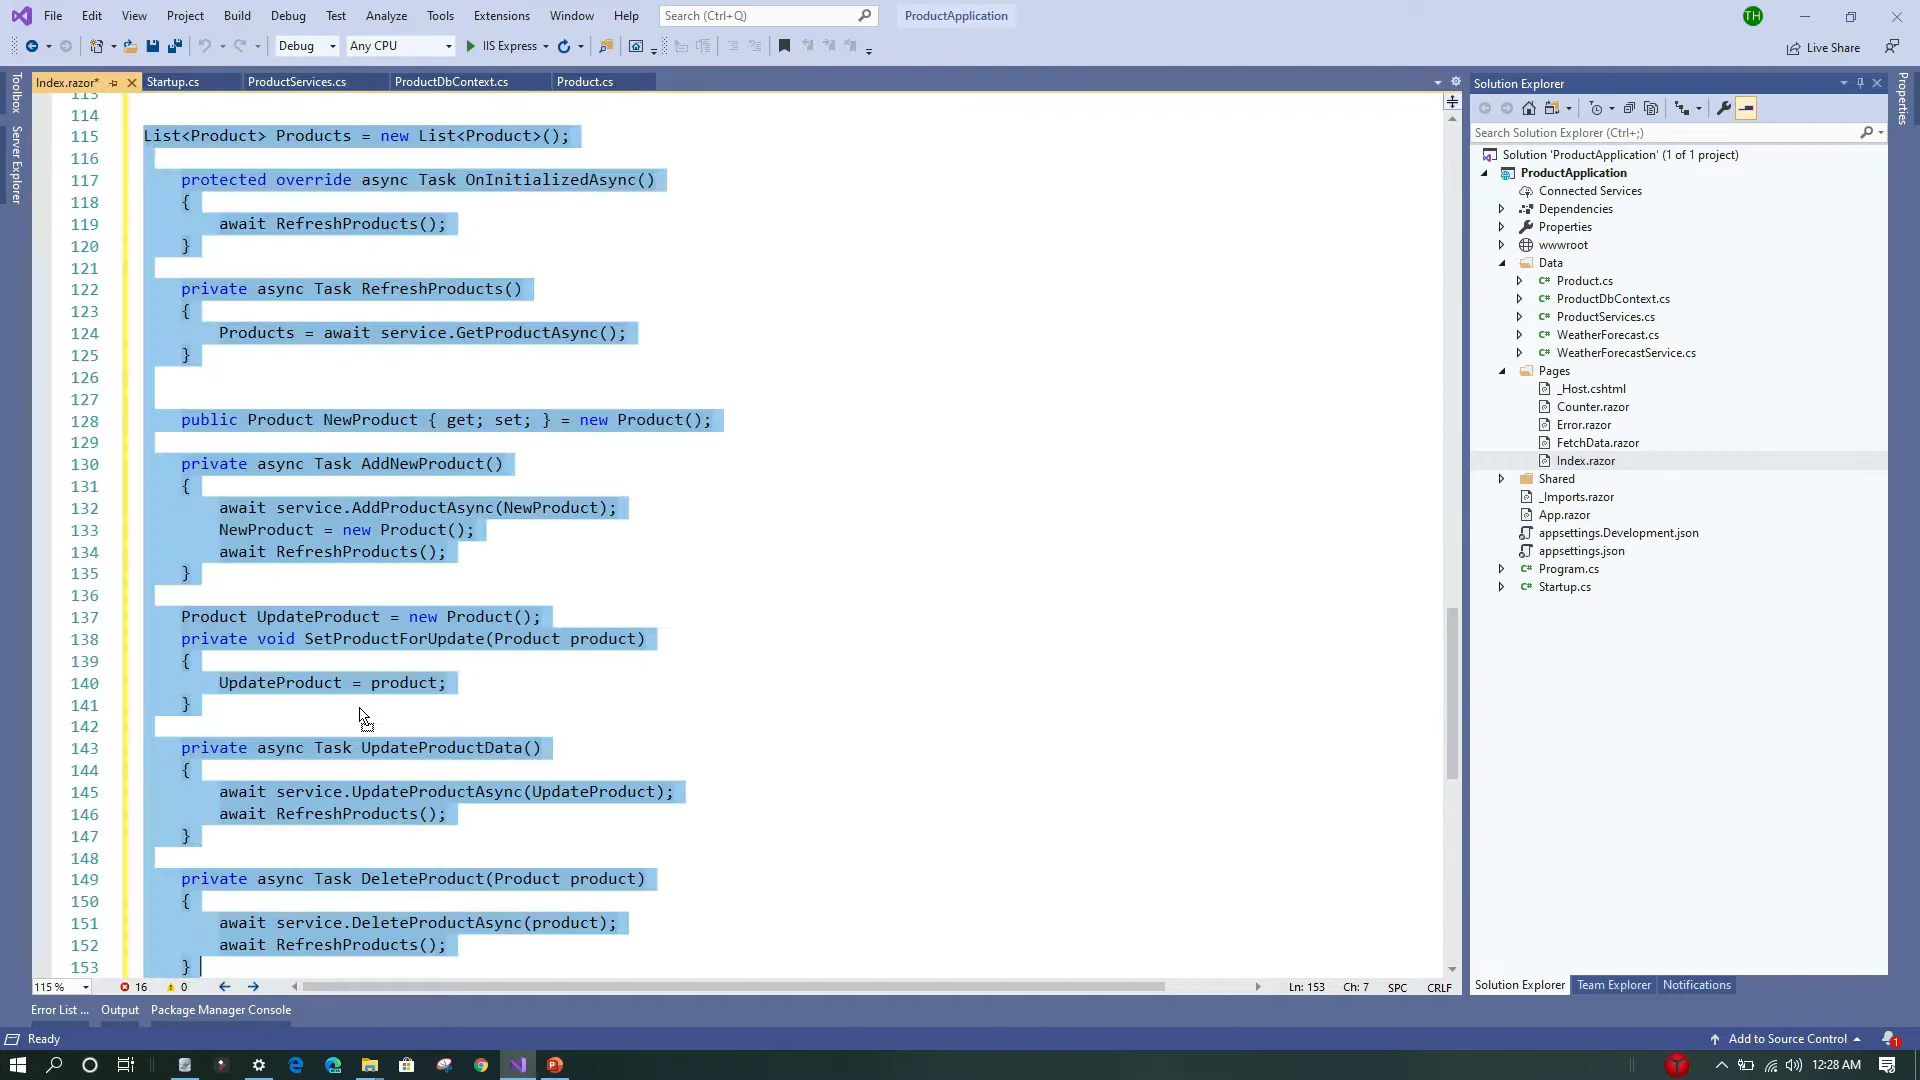 File Edit View Project Build Debug Test Analyze Tools Extensions Window Help Search (Ctrl+Q) ProductApplication TH
Debug Any CPU IIS Express Live Share
Index.razor* Startup.cs ProductServices.cs ProductDbContext.cs Product.cs
Toolbox
Server Explorer
113
114
115 List<Product> Products = new List<Product>();
116
117 protected override async Task OnInitializedAsync()
118 {
119 await RefreshProducts();
120 }
121
122 private async Task RefreshProducts()
123 {
124 Products = await service.GetProductAsync();
125 }
126
127
128 public Product NewProduct { get; set; } = new Product();
129
130 private async Task AddNewProduct()
131 {
132 await service.AddProductAsync(NewProduct);
133 NewProduct = new Product();
134 await RefreshProducts();
135 }
136
137 Product UpdateProduct = new Product();
138 private void SetProductForUpdate(Product product)
139 {
140 UpdateProduct = product;
141 }
142
143 private async Task UpdateProductData()
144 {
145 await service.UpdateProductAsync(UpdateProduct);
146 await RefreshProducts();
147 }
148
149 private async Task DeleteProduct(Product product)
150 {
151 await service.DeleteProductAsync(product);
152 await RefreshProducts();
153 }
115 % 16 0 Ln: 153 Ch: 7 SPC CRLF
Solution Explorer
Search Solution Explorer (Ctrl+;)
Solution 'ProductApplication' (1 of 1 project)
ProductApplication
Connected Services
Dependencies
Properties
wwwroot
Data
C# Product.cs
C# ProductDbContext.cs
C# ProductServices.cs
C# WeatherForecast.cs
C# WeatherForecastService.cs
Pages
_Host.cshtml
Counter.razor
Error.razor
FetchData.razor
Index.razor
Shared
_Imports.razor
App.razor
appsettings.Development.json
appsettings.json
C# Program.cs
C# Startup.cs
Solution Explorer Team Explorer Notifications
Properties
Error List ... Output Package Manager Console
Ready Add to Source Control 1
12:28 AM